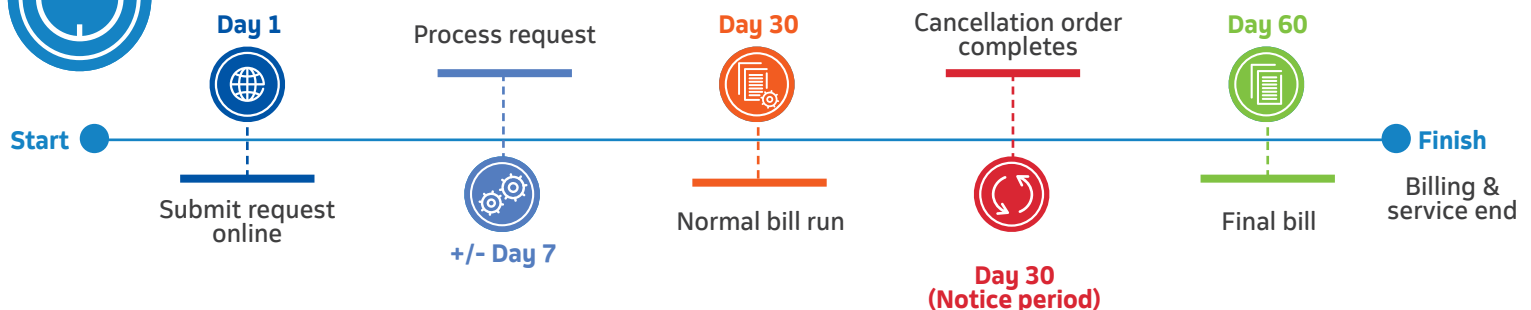 Start
Day 1
Submit request
online
Process request
+/- Day 7
Day 30
Normal bill run
Cancellation order
completes
Day 30
(Notice period)
Day 60
Final bill
Finish
Billing &
service end